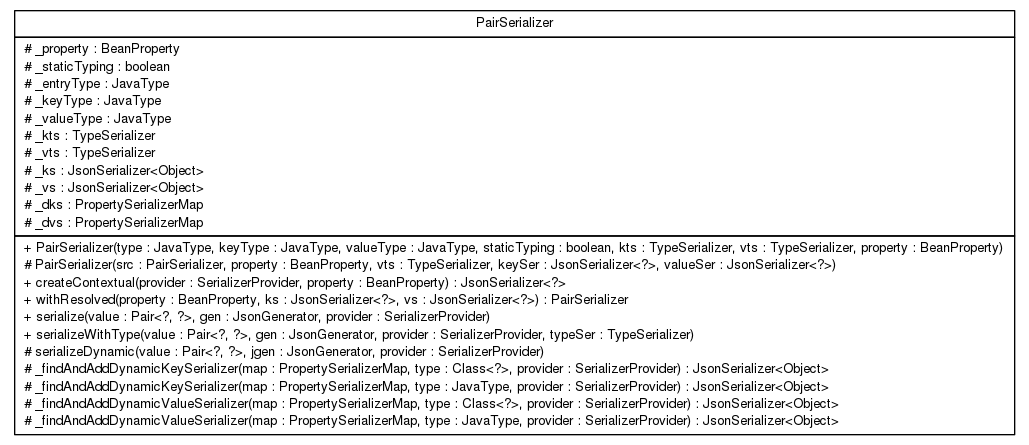 PairSerializer
# _property : BeanProperty
# _staticTyping : boolean
# _entryType : JavaType
# _keyType : JavaType
# _valueType : JavaType
# _kts : TypeSerializer
# _vts : TypeSerializer
# _ks : JsonSerializer<Object>
# _vs : JsonSerializer<Object>
# _dks : PropertySerializerMap
# _dvs : PropertySerializerMap
+ PairSerializer(type : JavaType, keyType : JavaType, valueType : JavaType, staticTyping : boolean, kts : TypeSerializer, vts : TypeSerializer, property : BeanProperty)
# PairSerializer(src : PairSerializer, property : BeanProperty, vts : TypeSerializer, keySer : JsonSerializer<?>, valueSer : JsonSerializer<?>)
+ createContextual(provider : SerializerProvider, property : BeanProperty) : JsonSerializer<?>
+ withResolved(property : BeanProperty, ks : JsonSerializer<?>, vs : JsonSerializer<?>) : PairSerializer
+ serialize(value : Pair<?, ?>, gen : JsonGenerator, provider : SerializerProvider)
+ serializeWithType(value : Pair<?, ?>, gen : JsonGenerator, provider : SerializerProvider, typeSer : TypeSerializer)
# serializeDynamic(value : Pair<?, ?>, jgen : JsonGenerator, provider : SerializerProvider)
# _findAndAddDynamicKeySerializer(map : PropertySerializerMap, type : Class<?>, provider : SerializerProvider) : JsonSerializer<Object>
# _findAndAddDynamicKeySerializer(map : PropertySerializerMap, type : JavaType, provider : SerializerProvider) : JsonSerializer<Object>
# _findAndAddDynamicValueSerializer(map : PropertySerializerMap, type : Class<?>, provider : SerializerProvider) : JsonSerializer<Object>
# _findAndAddDynamicValueSerializer(map : PropertySerializerMap, type : JavaType, provider : SerializerProvider) : JsonSerializer<Object>